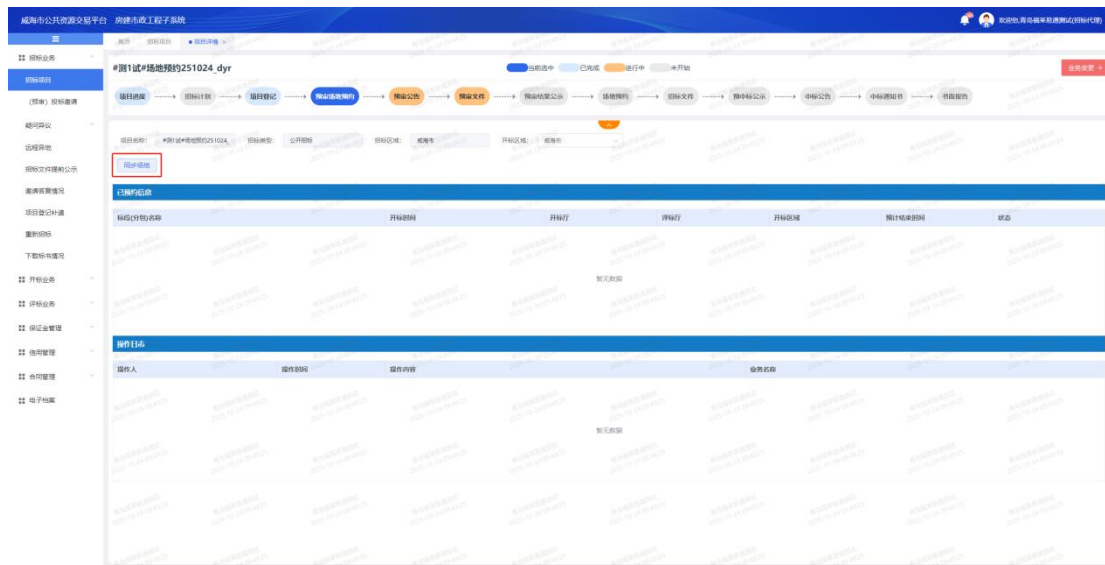 威海市公共资源交易平台 房建市政工程子系统
欢迎您,青岛福莱易通测试(招标代理)
首页 招标项目 项目详情 ×
招标业务
招标项目
(预审)投标邀请
疑问异议
远程异地
招标文件提前公示
邀请答复情况
项目登记补遗
重新招标
下载标书情况
开标业务
评标业务
保证金管理
信用管理
合同管理
电子档案
#测1试#场地预约251024_dyr
当前选中 已完成 进行中 未开始
业务变更
项目进度 招标计划 项目登记 预审场地预约 预审公告 预审文件 预审结果公示 场地预约 招标文件 预中标公示 中标公告 中标通知书 书面报告
项目名称: #测1试#场地预约251024_ 招标类型: 公开招标 招标区域: 威海市 开标区域: 威海市
同步场地
已预约信息
标段(分包)名称 开标时间 开标厅 评标厅 开标区域 预计结束时间 状态
暂无数据
操作日志
操作人 操作时间 操作内容 业务名称
暂无数据